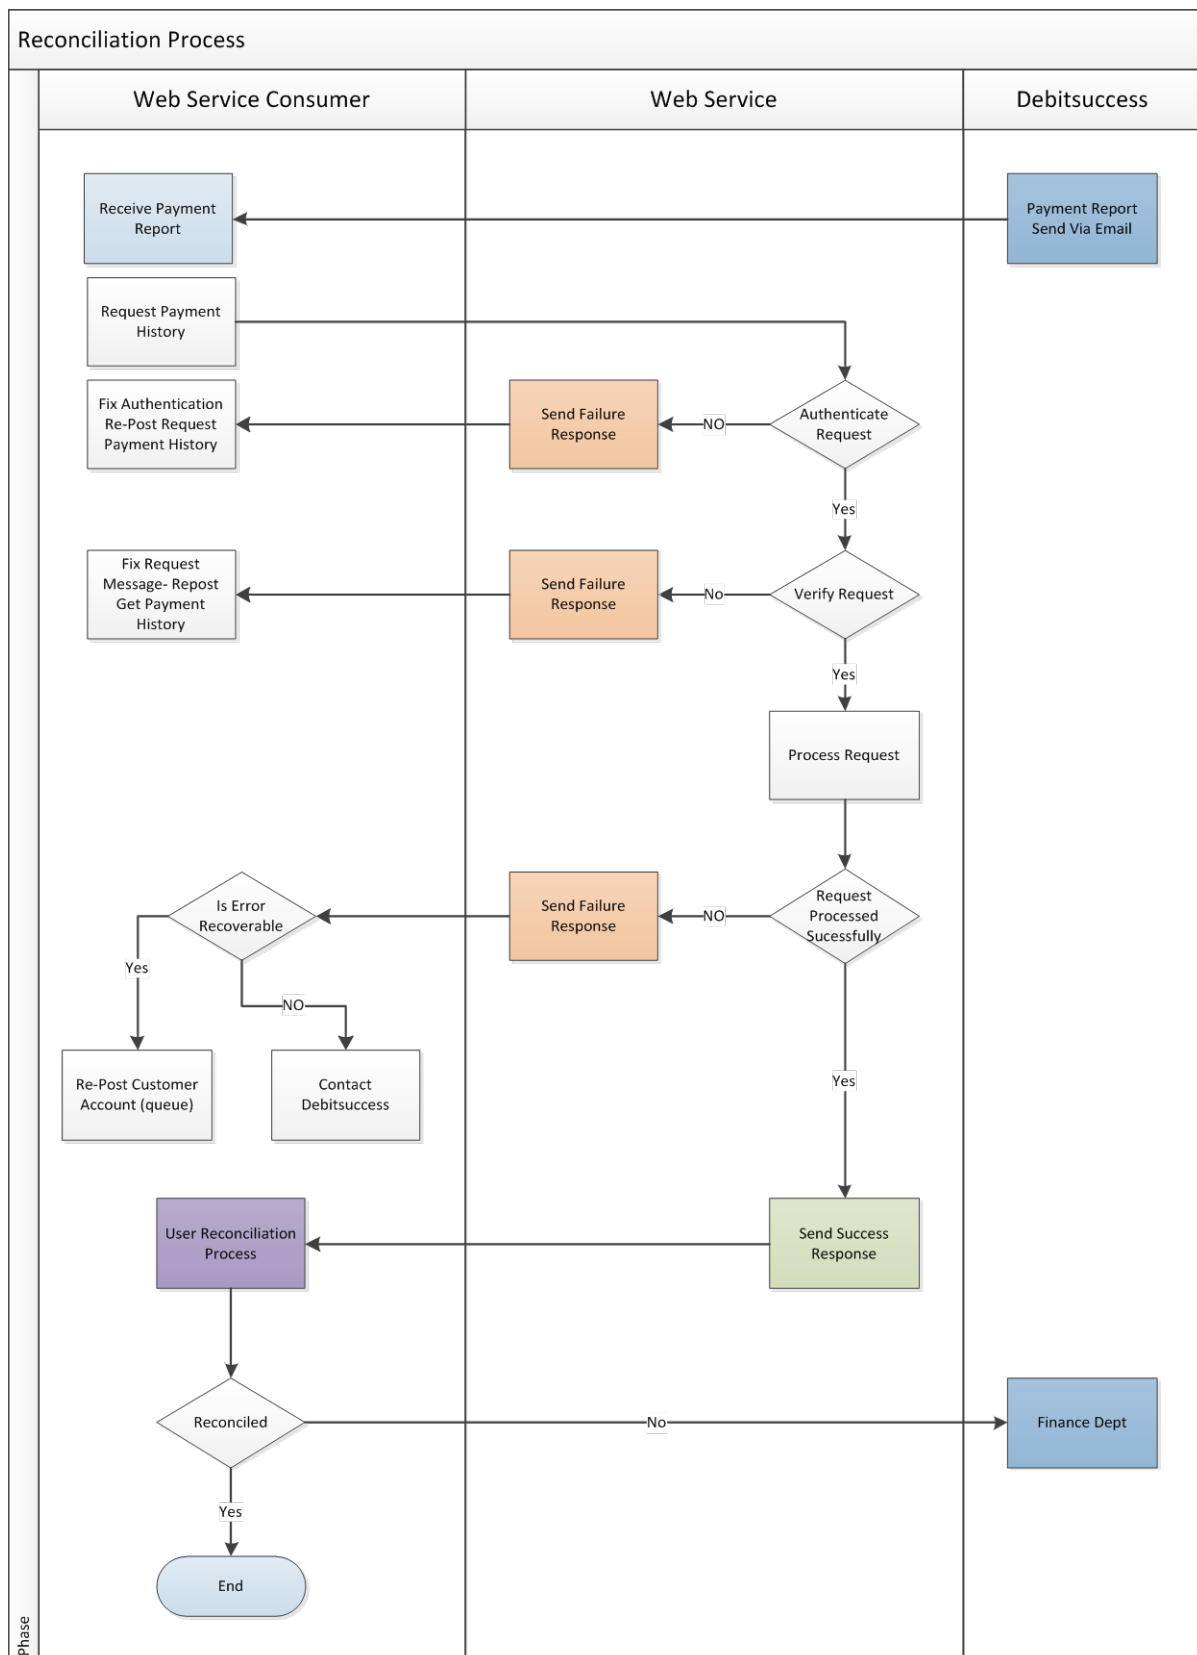 Reconciliation Process
Web Service Consumer
Web Service
Debitsuccess
Receive Payment
Report
Payment Report
Send Via Email
Request Payment
History
Fix Authentication
Re-Post Request
Payment History
Send Failure
Response
NO
Authenticate
Request
Yes
Fix Request
Message- Repost
Get Payment
History
Send Failure
Response
No
Verify Request
Yes
Process Request
Is Error
Recoverable
Send Failure
Response
NO
Request
Processed
Sucessfully
Yes
NO
Re-Post Customer
Account (queue)
Contact
Debitsuccess
Yes
User Reconciliation
Process
Send Success
Response
Reconciled
No
Finance Dept
Yes
End
Phase